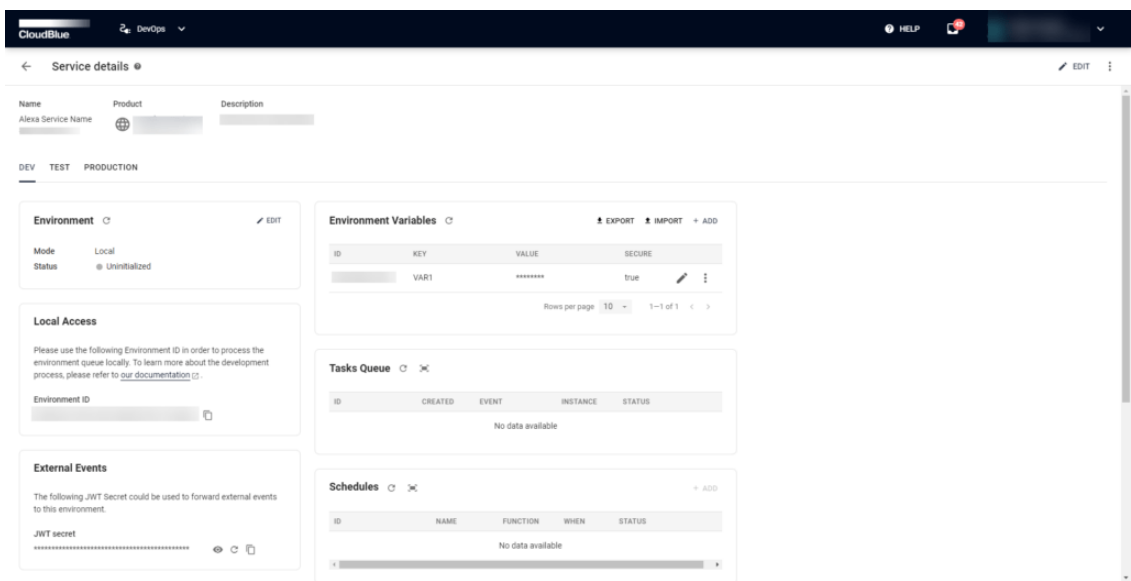 CloudBlue
DevOps
HELP
Service details
EDIT
Name Product Description
Alexa Service Name
DEV TEST PRODUCTION
Environment
EDIT
Mode Local
Status Uninitialized
Local Access
Please use the following Environment ID in order to process the
environment queue locally. To learn more about the development
process, please refer to our documentation .
Environment ID
External Events
The following JWT Secret could be used to forward external events
to this environment.
JWT secret
********************************************
Environment Variables
EXPORT IMPORT + ADD
ID KEY VALUE SECURE
VAR1 ******** true
Rows per page 10 1–1 of 1
Tasks Queue
ID CREATED EVENT INSTANCE STATUS
No data available
Schedules
+ ADD
ID NAME FUNCTION WHEN STATUS
No data available